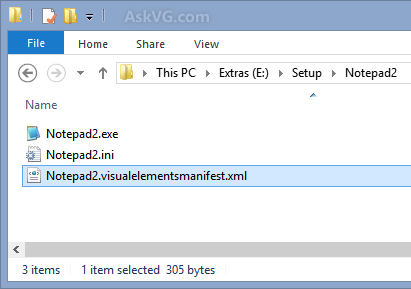 AskVG.com
File Home Share View
This PC Extras (E:) Setup Notepad2
Name
Notepad2.exe
Notepad2.ini
Notepad2.visualelementsmanifest.xml
3 items 1 item selected 305 bytes